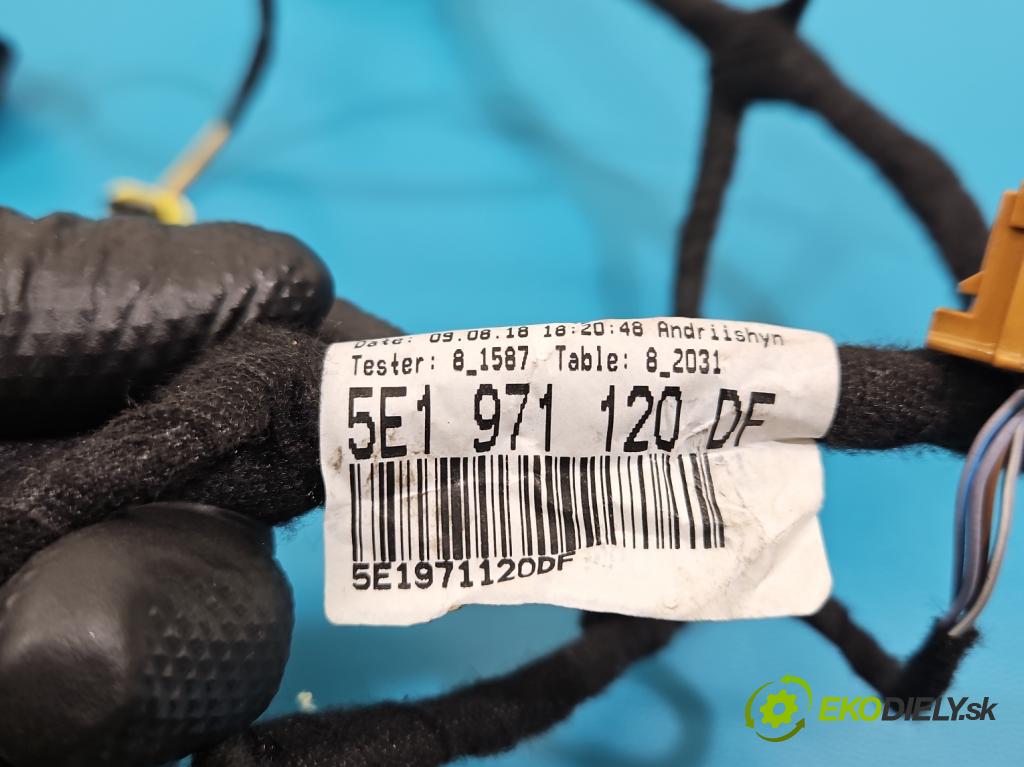 Date: 09.08.18 18:20:48 Andriishyn
Tester: 8_1587 Table: 8_2031
5E1 971 120 DF
5E1971120DF
EKODIELY.sk